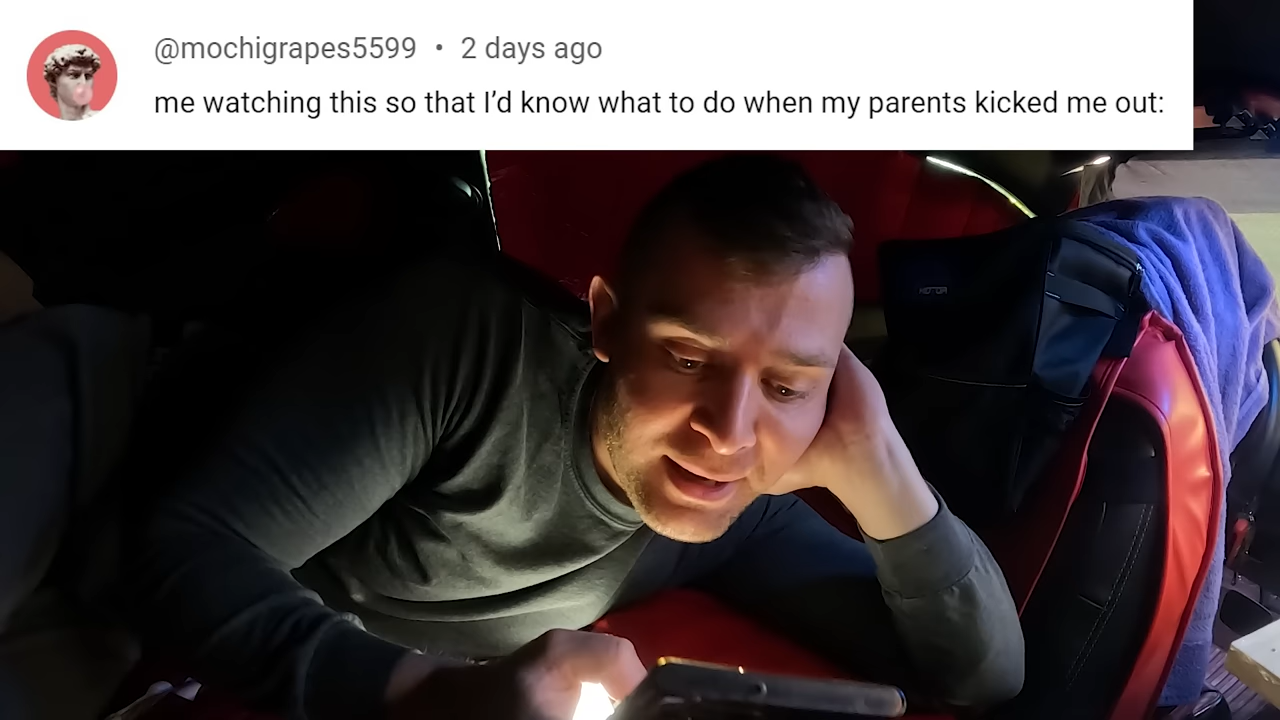 @mochigrapes5599 • 2 days ago
me watching this so that I’d know what to do when my parents kicked me out: